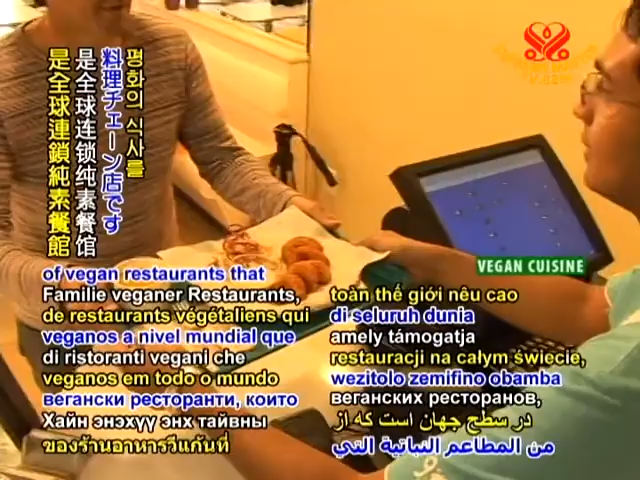 평화의 식사를
料理チェーン店です
是全球连锁纯素餐馆
是全球連鎖純素餐館
VEGAN CUISINE
of vegan restaurants that
Familie veganer Restaurants,
de restaurants végétaliens qui
veganos a nivel mundial que
di ristoranti vegani che
veganos em todo o mundo
вегански ресторанти, които
Хайн энэхүү энх тайвны
ของร้านอาหารวีแก้นที่
toàn thế giới nêu cao
di seluruh dunia
amely támogatja
restauracji na całym świecie,
wezitolo zemifino obamba
веганских ресторанов,
در سطح جهان است که از
من المطاعم النباتية التي